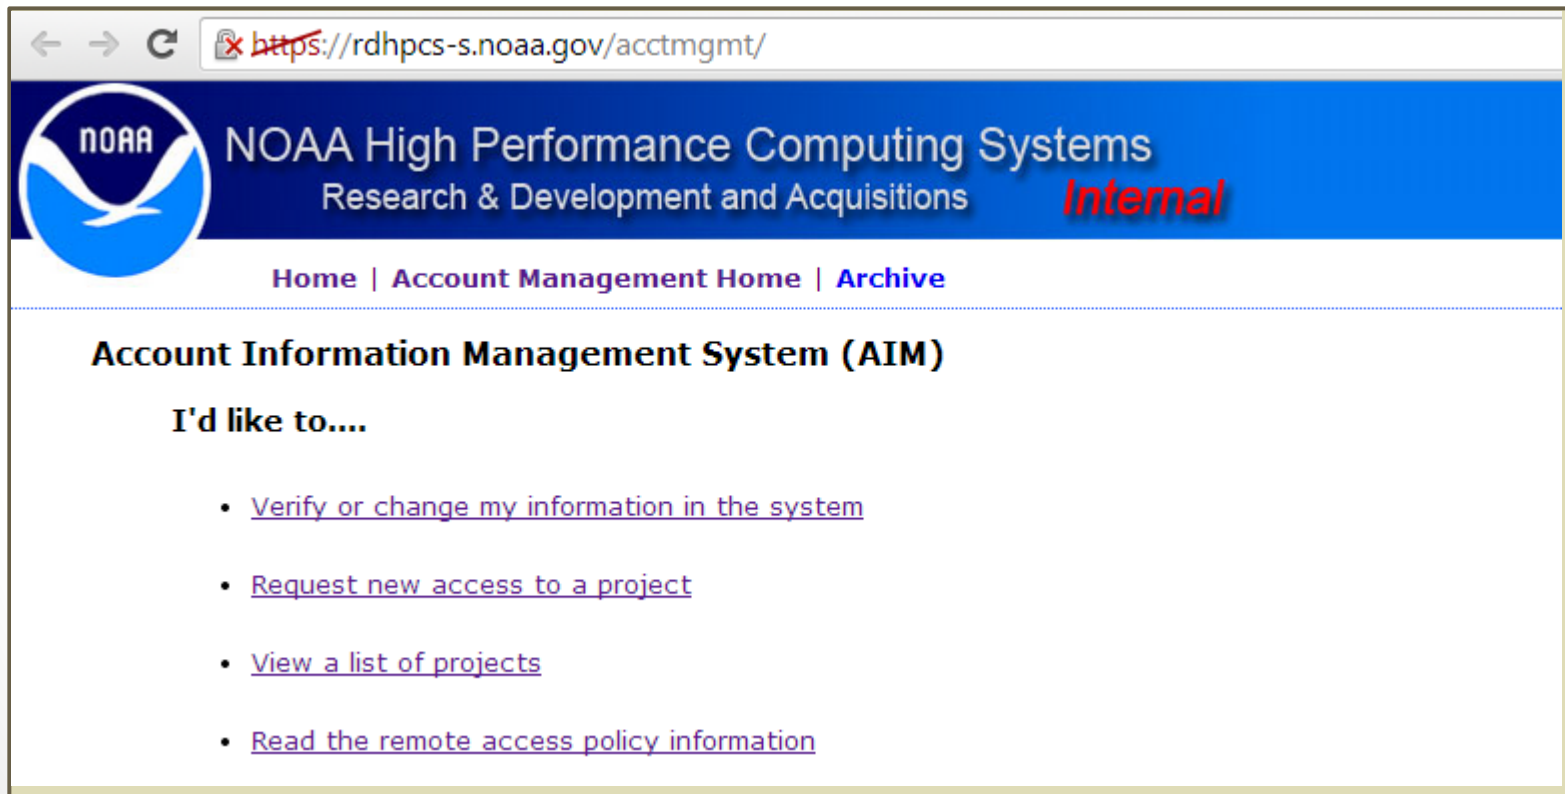 https://rdhpcs-s.noaa.gov/acctmgmt/
NOAA
NOAA High Performance Computing Systems
Research & Development and Acquisitions Internal
Home | Account Management Home | Archive
Account Information Management System (AIM)
I'd like to....
• Verify or change my information in the system
• Request new access to a project
• View a list of projects
• Read the remote access policy information